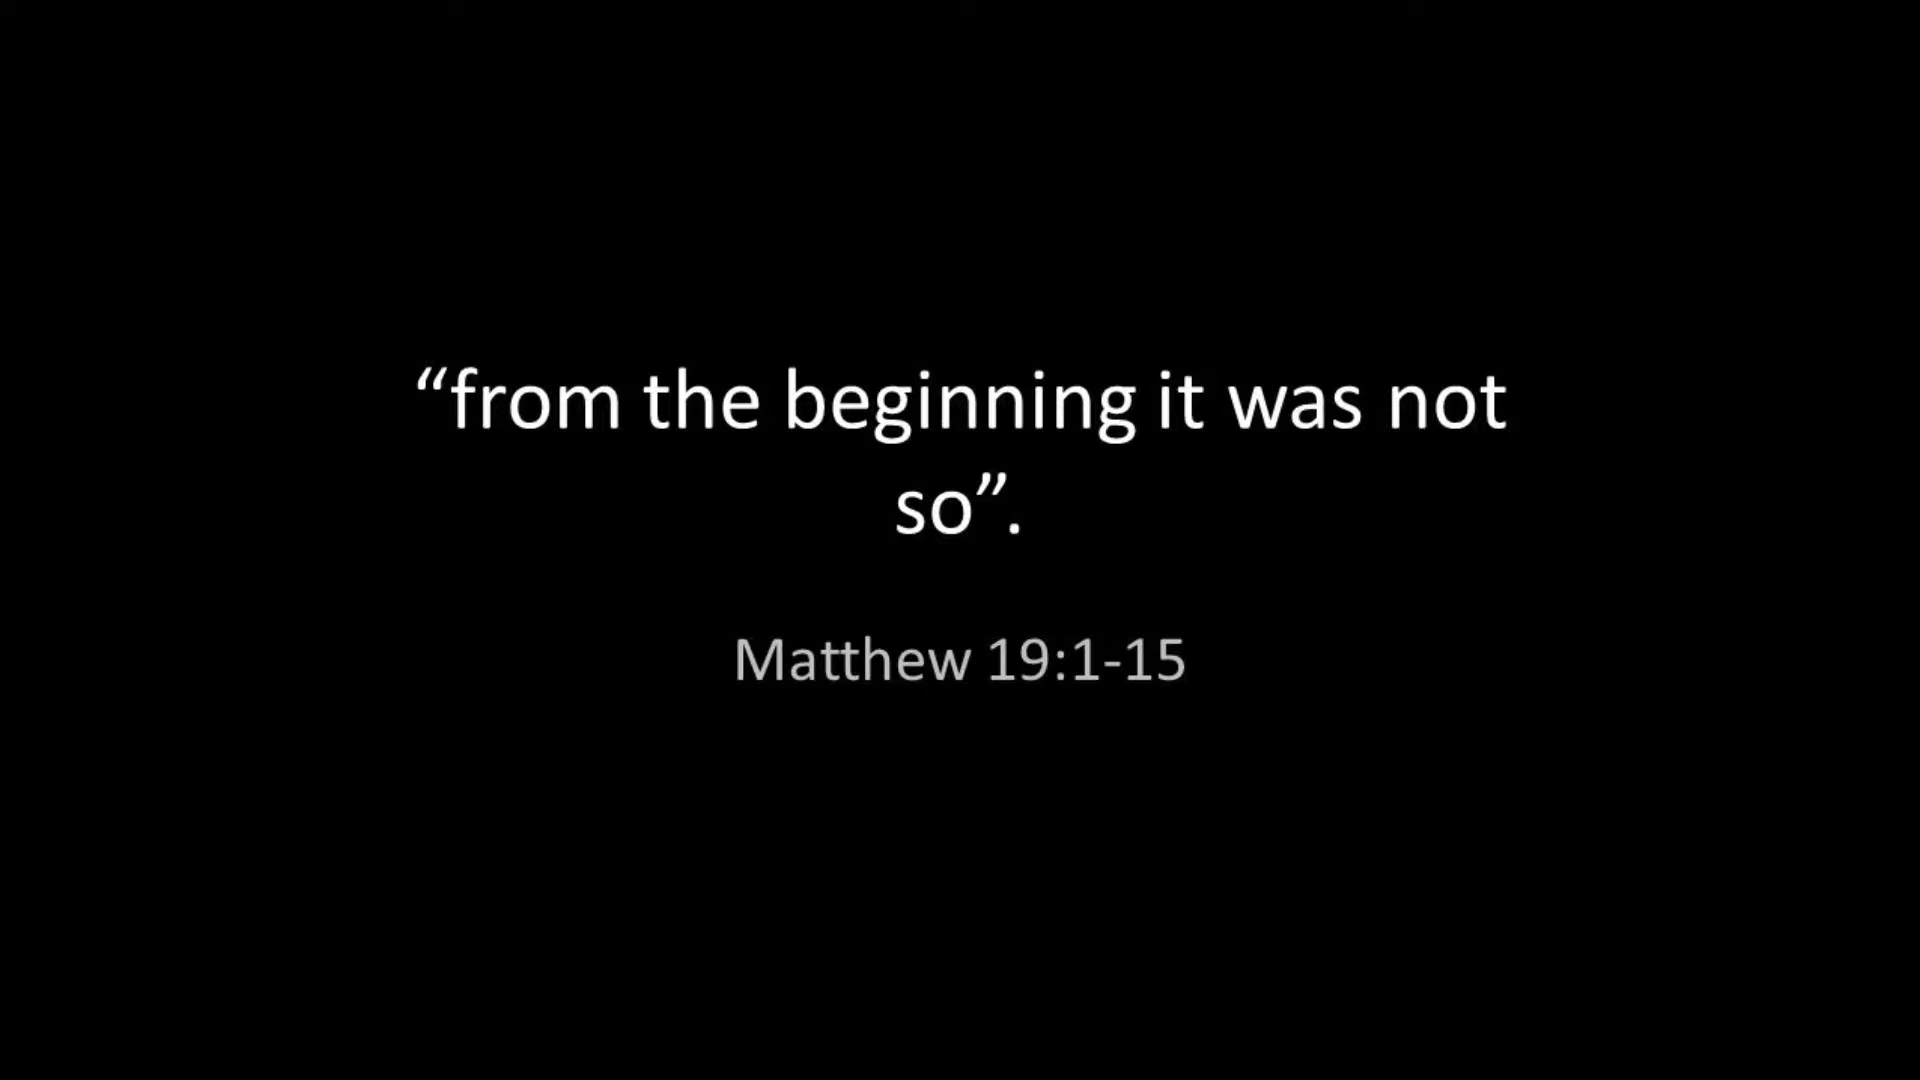 “from the beginning it was not
so”.
Matthew 19:1-15